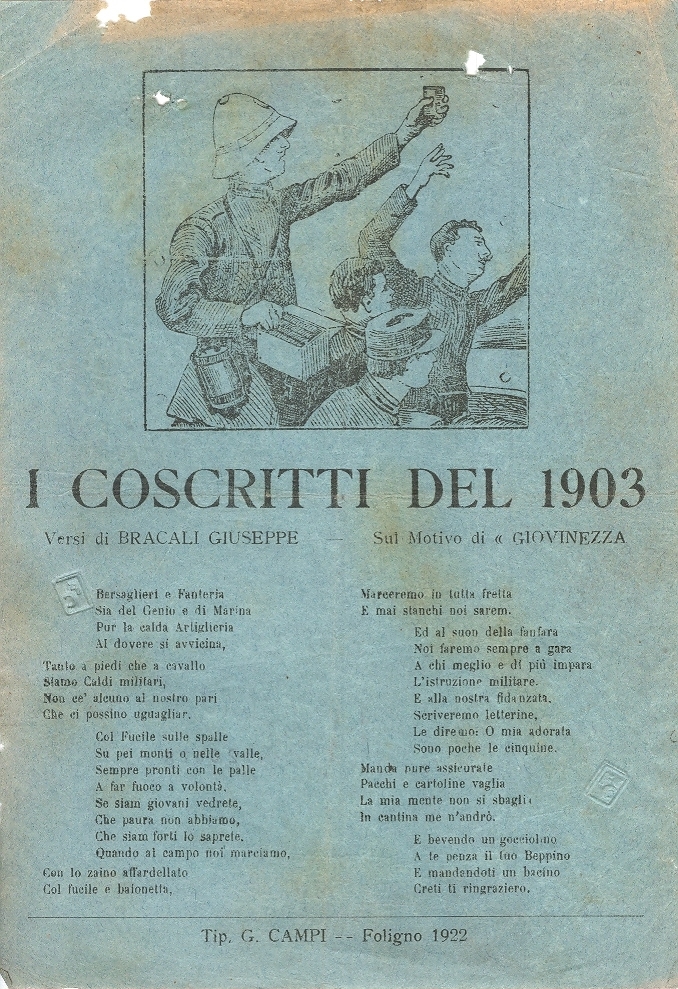 I COSCRITTI DEL 1903
Versi di BRACALI GIUSEPPE — Sul Motivo di « GIOVINEZZA
Bersaglieri e Fanteria
Sia del Genio e di Marina
Pur la calda Artiglieria
Al dovere si avvicina,
Tanto a piedi che a cavallo
Siamo Caldi militari,
Non ce' alcuno al nostro pari
Che ci possino uguagliar.
Col Fucile sulle spalle
Su pei monti o nelle valle,
Sempre pronti con le palle
A far fuoco a volontà.
Se siam giovani vedrete,
Che paura non abbiamo,
Che siam forti lo saprete.
Quando al campo noi marciamo,
Con lo zaino affardellato
Col fucile e baionetta,
Marceremo in tutta fretta
E mai stanchi noi sarem.
Ed al suon della fanfara
Noi faremo sempre a gara
A chi meglio e di più impara
L'istruzione militare.
E alla nostra fidanzata,
Scriveremo letterine,
Le diremo: O mia adorata
Sono poche le cinquine.
Manda pure assicurate
Pacchi e cartoline vaglia
La mia mente non si sbaglia
In cantina me n'andrò.
E bevendo un gocciolino
A te penza il tuo Beppino
E mandandoti un bacino
Creti ti ringraziero.
Tip. G. CAMPI -- Foligno 1922